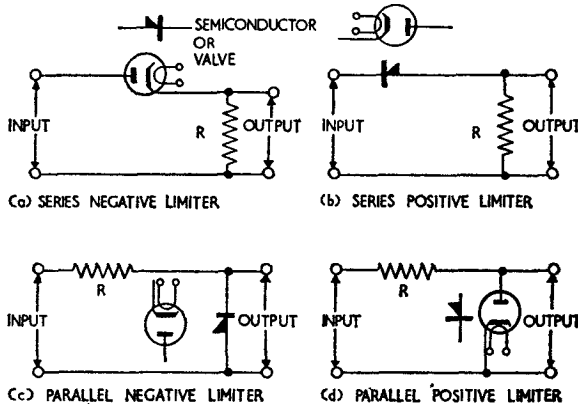 SEMICONDUCTOR
OR
VALVE
INPUT
R
OUTPUT
INPUT
R
OUTPUT
(a) SERIES NEGATIVE LIMITER
(b) SERIES POSITIVE LIMITER
R
INPUT
OUTPUT
R
INPUT
OUTPUT
(c) PARALLEL NEGATIVE LIMITER
(d) PARALLEL POSITIVE LIMITER